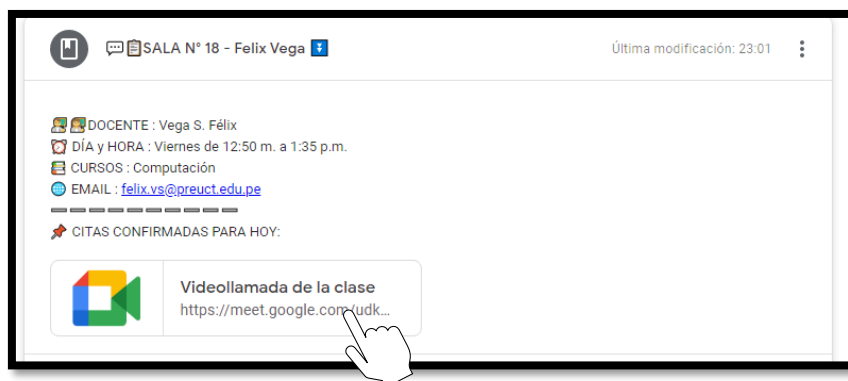 SALA N° 18 - Felix Vega
Última modificación: 23:01
DOCENTE : Vega S. Félix
DÍA y HORA : Viernes de 12:50 m. a 1:35 p.m.
CURSOS : Computación
EMAIL : felix.vs@preuct.edu.pe
CITAS CONFIRMADAS PARA HOY:
Videollamada de la clase
https://meet.google.com/udk...